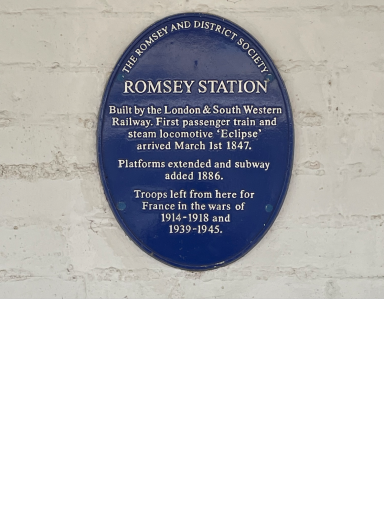 THE ROMSEY AND DISTRICT SOCIETY
ROMSEY STATION
Built by the London & South Western
Railway. First passenger train and
steam locomotive ‘Eclipse’
arrived March 1st 1847.
Platforms extended and subway
added 1886.
Troops left from here for
France in the wars of
1914-1918 and
1939-1945.